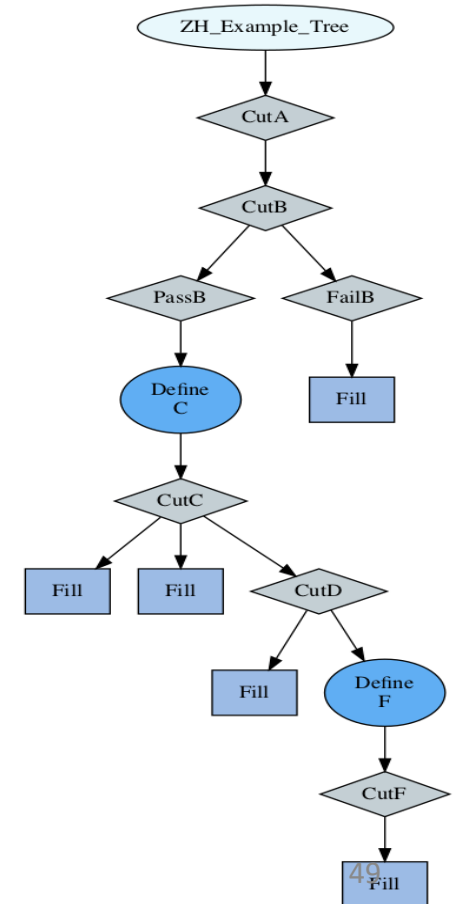 ZH_Example_Tree
CutA
CutB
PassB
FailB
Define
C
Fill
CutC
Fill
Fill
CutD
Fill
Define
F
CutF
49
Fill